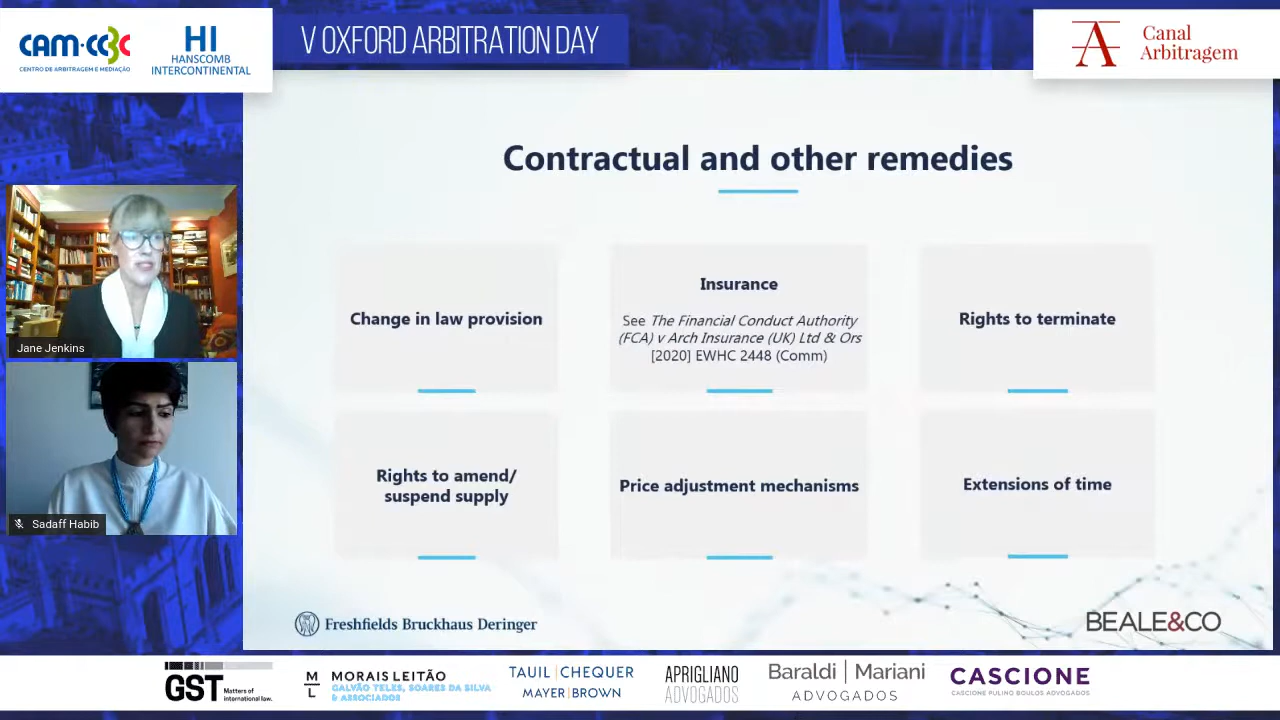 CAM-CCBC
CENTRO DE ARBITRAGEM E MEDIAÇÃO
HI
HANSCOMB
INTERCONTINENTAL
V OXFORD ARBITRATION DAY
Canal
Arbitragem
Contractual and other remedies
Jane Jenkins
Sadaff Habib
Change in law provision
Insurance
See The Financial Conduct Authority
(FCA) v Arch Insurance (UK) Ltd & Ors
[2020] EWHC 2448 (Comm)
Rights to terminate
Rights to amend/
suspend supply
Price adjustment mechanisms
Extensions of time
Freshfields Bruckhaus Deringer
BEALE&CO
GST Matters of
international law.
M
L
MORAIS LEITÃO
GALVÃO TELES, SOARES DA SILVA
& ASSOCIADOS
TAUIL | CHEQUER
MAYER | BROWN
APRIGLIANO
ADVOGADOS
Baraldi | Mariani
ADVOGADOS
CASCIONE
CASCIONE PULINO BOULOS ADVOGADOS